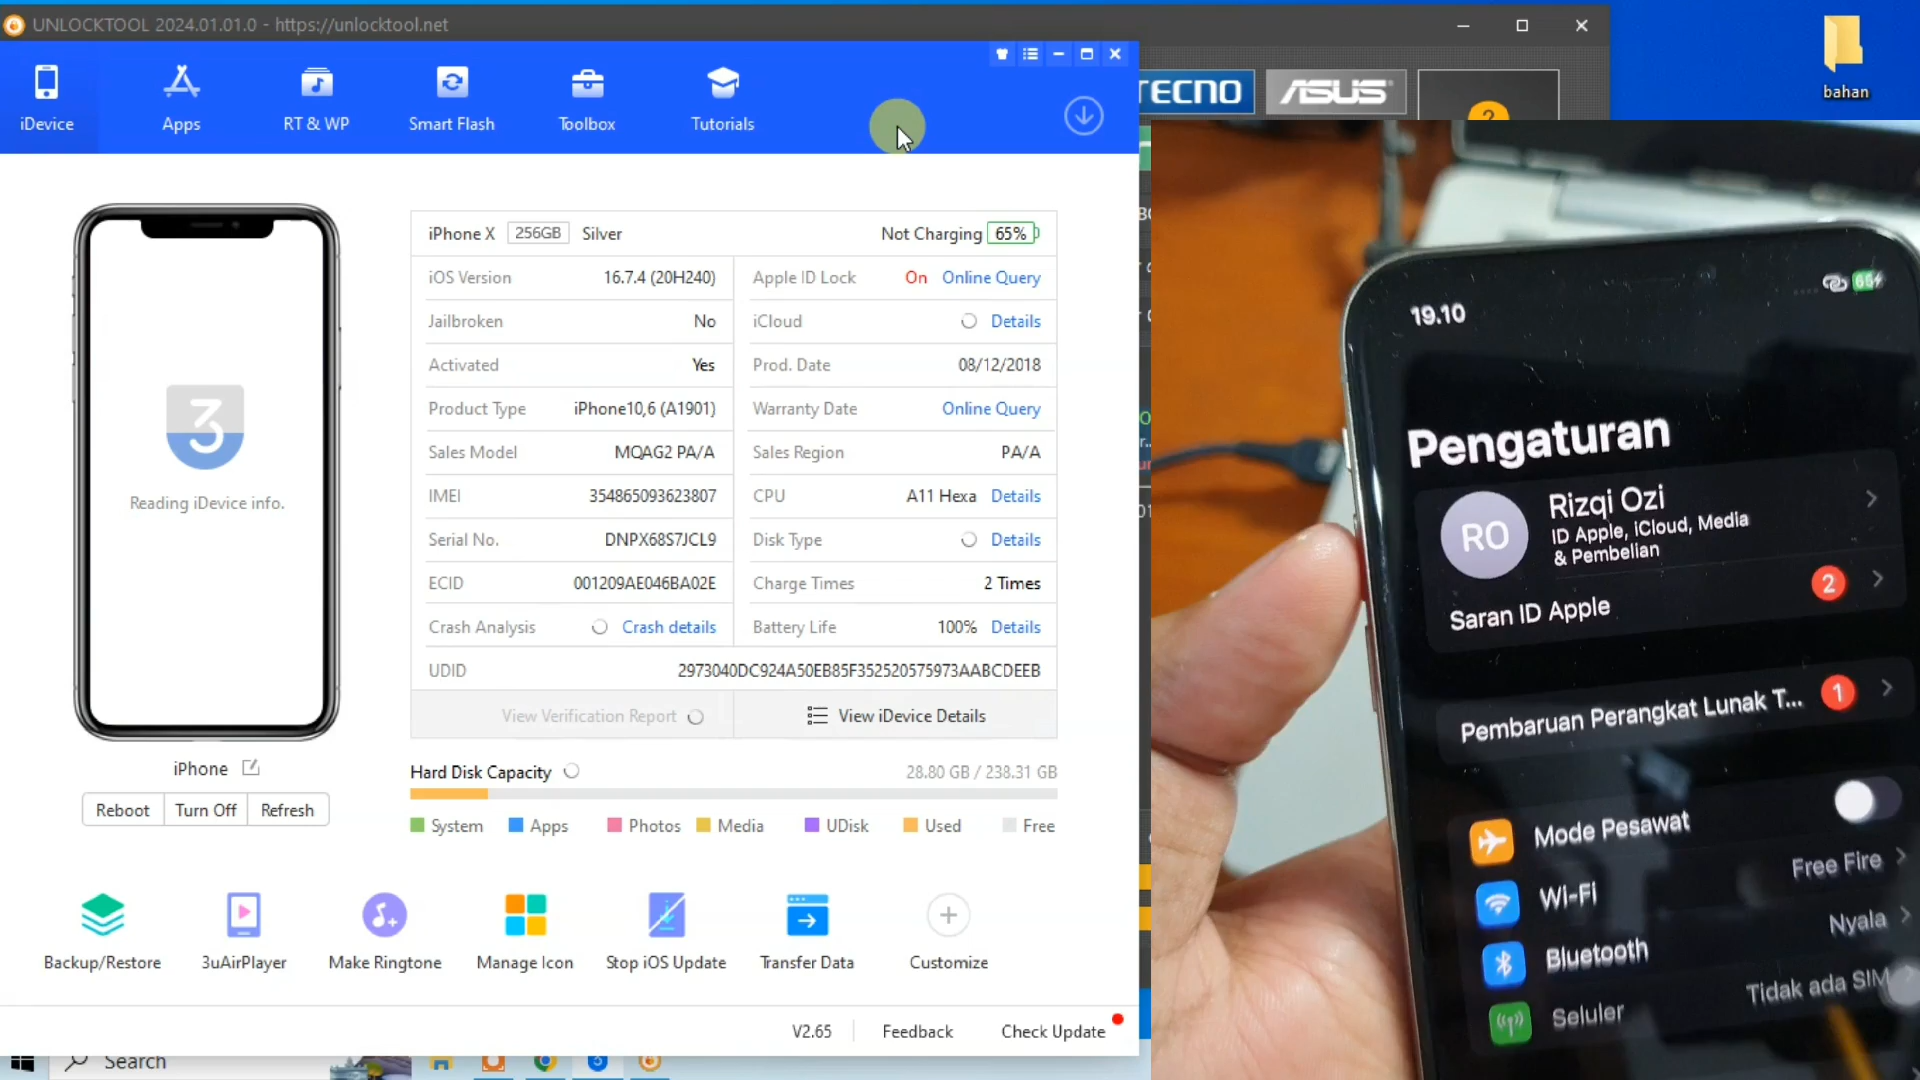 UNLOCKTOOL 2024.01.01.0 - https://unlocktool.net
iDevice
Apps
RT & WP
Smart Flash
Toolbox
Tutorials
TECNO
ASUS
bahan
iPhone X 256GB Silver
Not Charging 65%
iOS Version 16.7.4 (20H240)
Apple ID Lock On Online Query
Jailbroken No
iCloud Details
Activated Yes
Prod. Date 08/12/2018
Product Type iPhone10,6 (A1901)
Warranty Date Online Query
Sales Model MQAG2 PA/A
Sales Region PA/A
IMEI 354865093623807
CPU A11 Hexa Details
Serial No. DNPX68S7JCL9
Disk Type Details
ECID 001209AE046BA02E
Charge Times 2 Times
Crash Analysis Crash details
Battery Life 100% Details
UDID 2973040DC924A50EB85F352520575973AABCDEEB
View Verification Report
View iDevice Details
3
Reading iDevice info.
iPhone
Reboot
Turn Off
Refresh
Hard Disk Capacity
28.80 GB / 238.31 GB
System
Apps
Photos
Media
UDisk
Used
Free
Backup/Restore
3uAirPlayer
Make Ringtone
Manage Icon
Stop iOS Update
Transfer Data
Customize
V2.65
Feedback
Check Update
Search
19.10
65
Pengaturan
RO
Rizqi Ozi
ID Apple, iCloud, Media
& Pembelian
Saran ID Apple
2
Pembaruan Perangkat Lunak T...
1
Mode Pesawat
Wi-Fi
Free Fire
Bluetooth
Nyala
Seluler
Tidak ada SIM